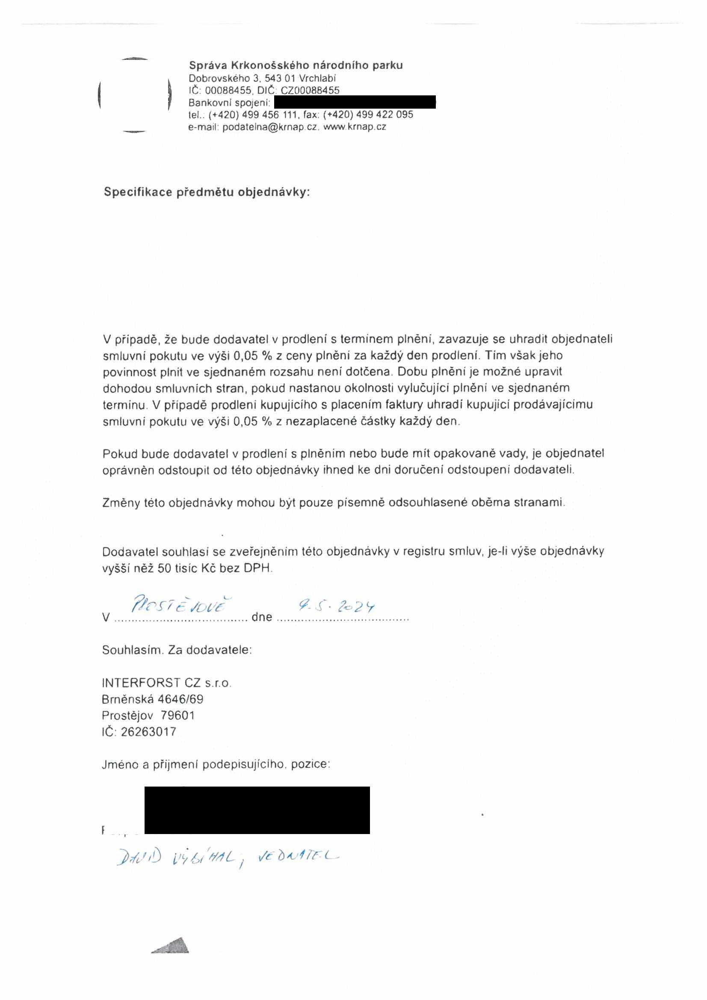 Správa Krkonošského národního parku
Dobrovského 3, 543 01 Vrchlabí
IČ: 00088455, DIČ: CZ00088455
Bankovní spojení:
tel.: (+420) 499 456 111, fax: (+420) 499 422 095
e-mail: podatelna@krnap.cz, www.krnap.cz
Specifikace předmětu objednávky:
V případě, že bude dodavatel v prodlení s termínem plnění, zavazuje se uhradit objednateli
smluvní pokutu ve výši 0,05 % z ceny plnění za každý den prodlení. Tím však jeho
povinnost plnit ve sjednaném rozsahu není dotčena. Dobu plnění je možné upravit
dohodou smluvních stran, pokud nastanou okolnosti vylučující plnění ve sjednaném
termínu. V případě prodlení kupujícího s placením faktury uhradí kupující prodávajícímu
smluvní pokutu ve výši 0,05 % z nezaplacené částky každý den.
Pokud bude dodavatel v prodlení s plněním nebo bude mít opakované vady, je objednatel
oprávněn odstoupit od této objednávky ihned ke dni doručení odstoupení dodavateli.
Změny této objednávky mohou být pouze písemně odsouhlasené oběma stranami.
Dodavatel souhlasí se zveřejněním této objednávky v registru smluv, je-li výše objednávky
vyšší něž 50 tisíc Kč bez DPH.
V PROSTĚJOVĚ dne 9.5.2024
Souhlasím. Za dodavatele:
INTERFORST CZ s.r.o.
Brněnská 4646/69
Prostějov 79601
IČ: 26263017
Jméno a příjmení podepisujícího, pozice:
DAVID VÝBÍHAL, JEDNATEL